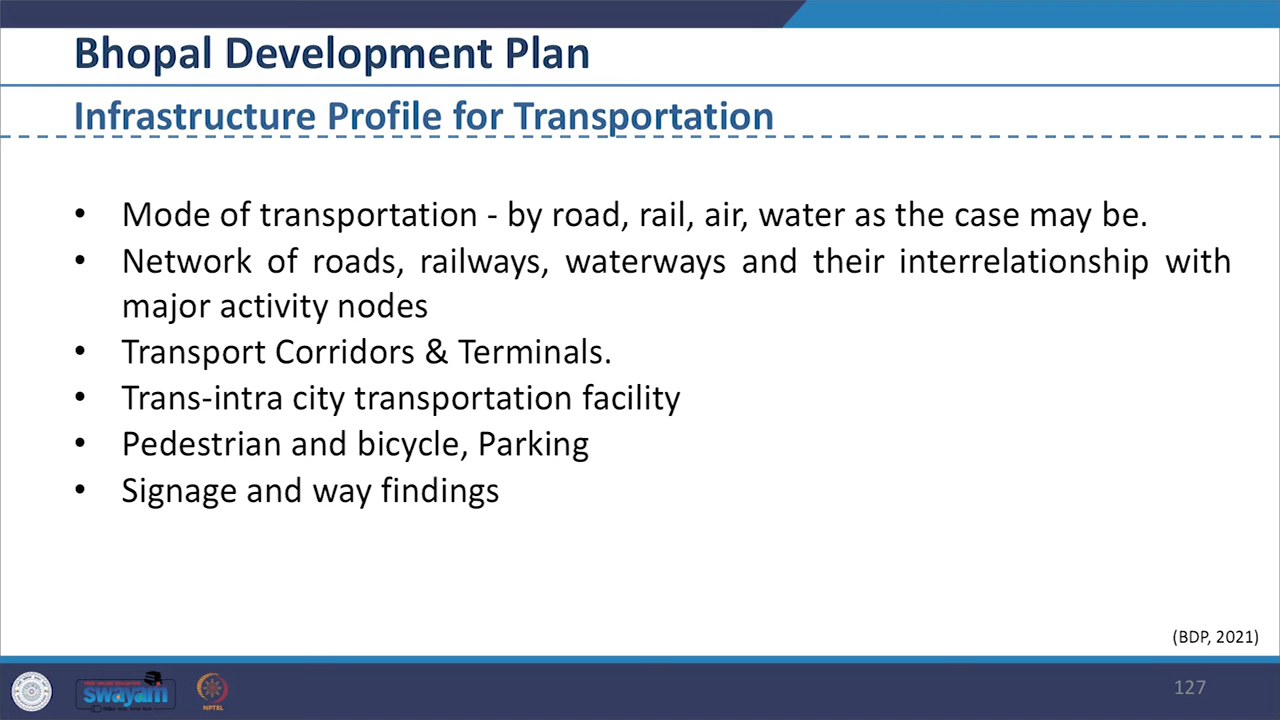 Bhopal Development Plan
Infrastructure Profile for Transportation
• Mode of transportation - by road, rail, air, water as the case may be.
• Network of roads, railways, waterways and their interrelationship with
major activity nodes
• Transport Corridors & Terminals.
• Trans-intra city transportation facility
• Pedestrian and bicycle, Parking
• Signage and way findings
(BDP, 2021)
swayam
NPTEL
127